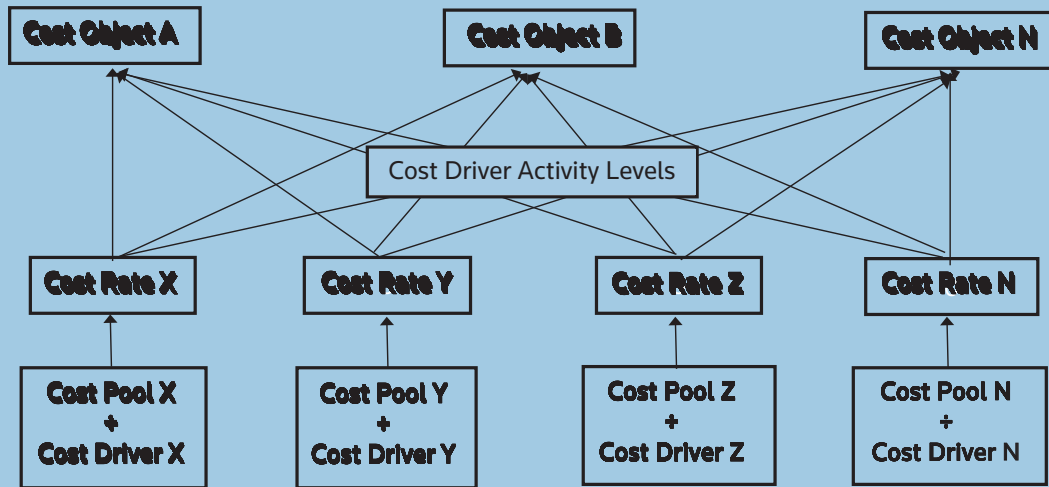 Cost Object A
Cost Object B
Cost Object N
Cost Driver Activity Levels
Cost Rate X
Cost Rate Y
Cost Rate Z
Cost Rate N
Cost Pool X
+
Cost Driver X
Cost Pool Y
+
Cost Driver Y
Cost Pool Z
+
Cost Driver Z
Cost Pool N
÷
Cost Driver N